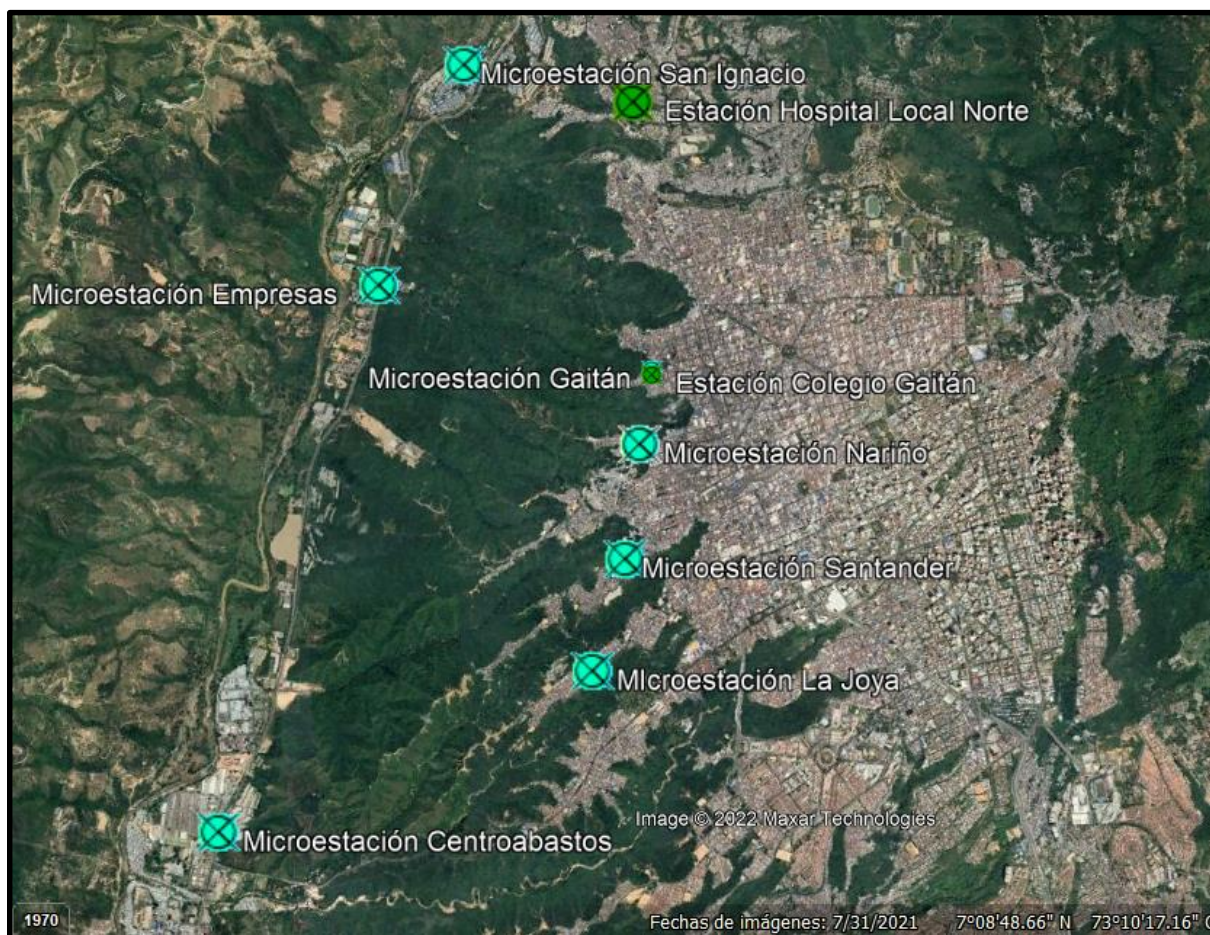 Microestación San Ignacio
Estación Hospital Local Norte
Microestación Empresas
Microestación Gaitán
Estación Colegio Gaitán
Microestación Nariño
Microestación Santander
MIcroestación La Joya
Image © 2022 Maxar Technologies
Microestación Centroabastos
1970
Fechas de imágenes: 7/31/2021 7°08'48.66" N 73°10'17.16" O